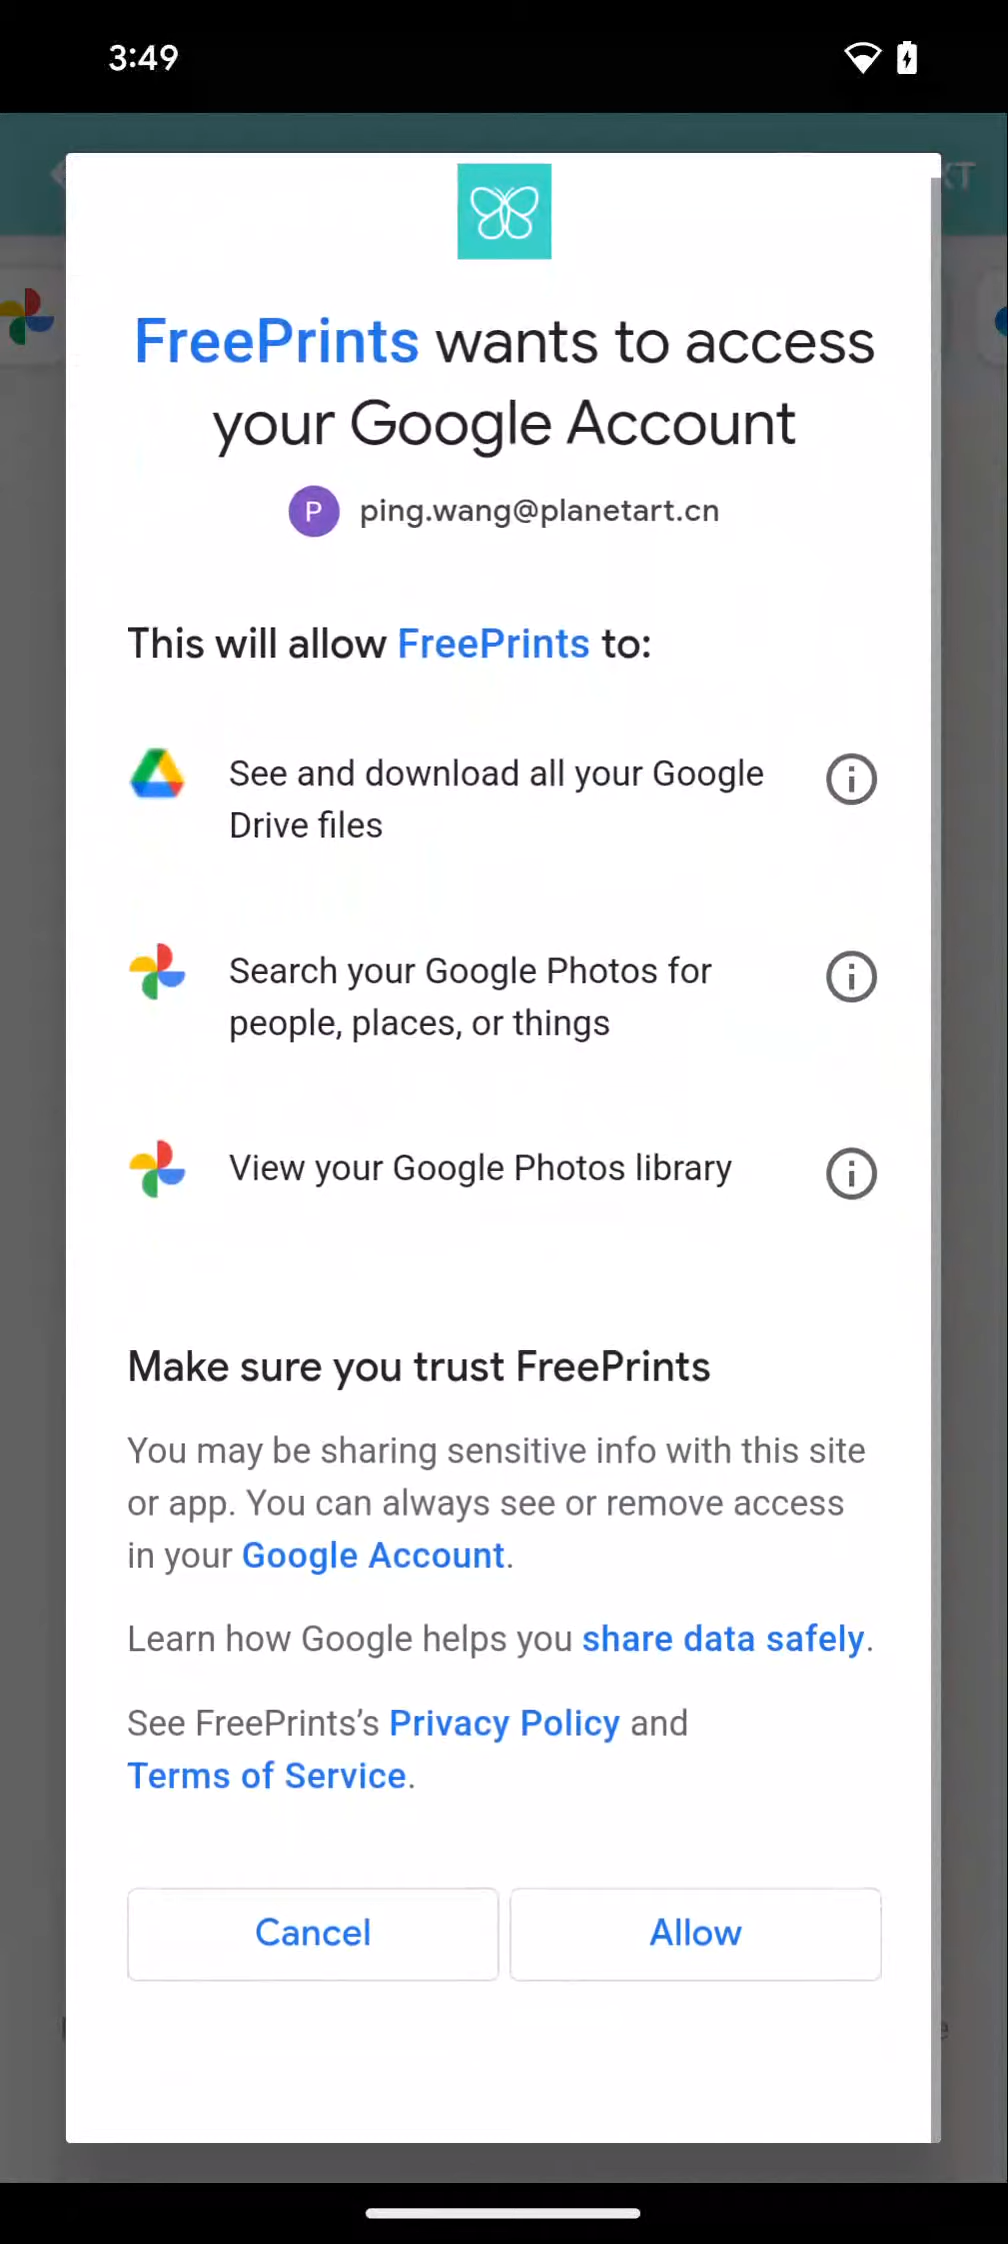 3:49
XT
FreePrints wants to access
your Google Account
P ping.wang@planetart.cn
This will allow FreePrints to:
See and download all your Google
Drive files
Search your Google Photos for
people, places, or things
View your Google Photos library
Make sure you trust FreePrints
You may be sharing sensitive info with this site
or app. You can always see or remove access
in your Google Account.
Learn how Google helps you share data safely.
See FreePrints’s Privacy Policy and
Terms of Service.
Cancel
Allow